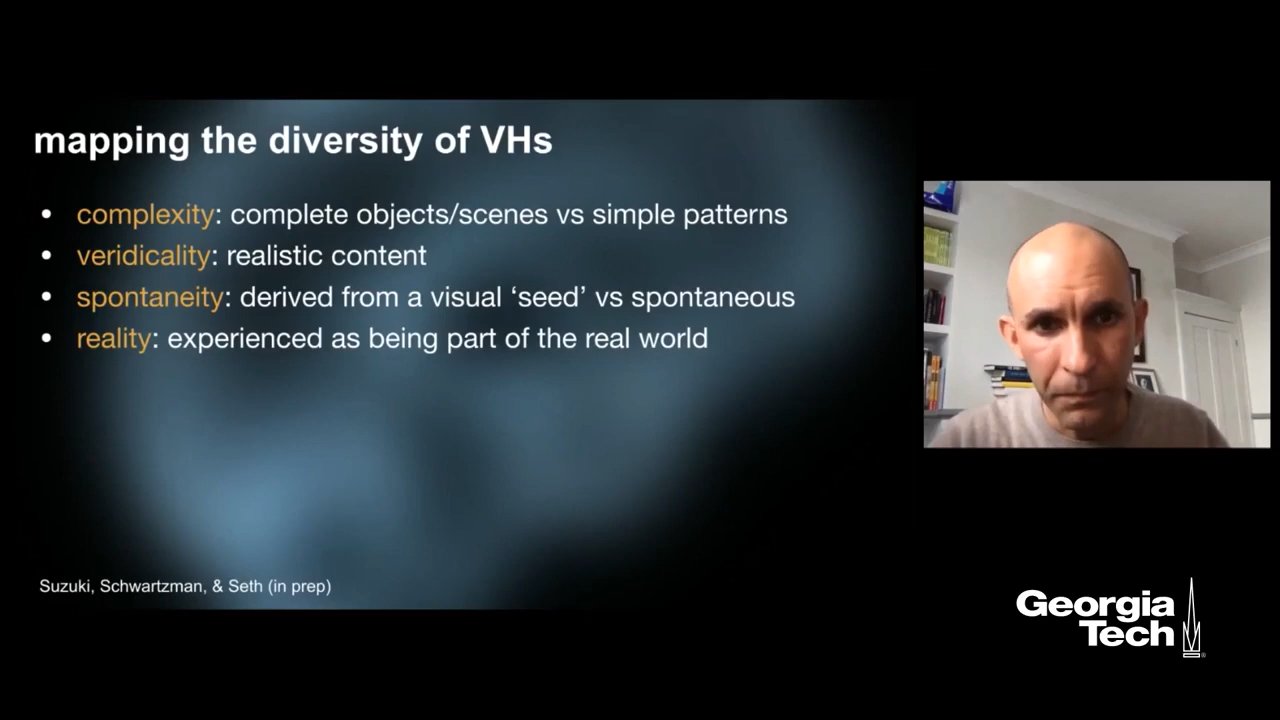 mapping the diversity of VHs
• complexity: complete objects/scenes vs simple patterns
• veridicality: realistic content
• spontaneity: derived from a visual ‘seed’ vs spontaneous
• reality: experienced as being part of the real world
Suzuki, Schwartzman, & Seth (in prep)
Georgia
Tech